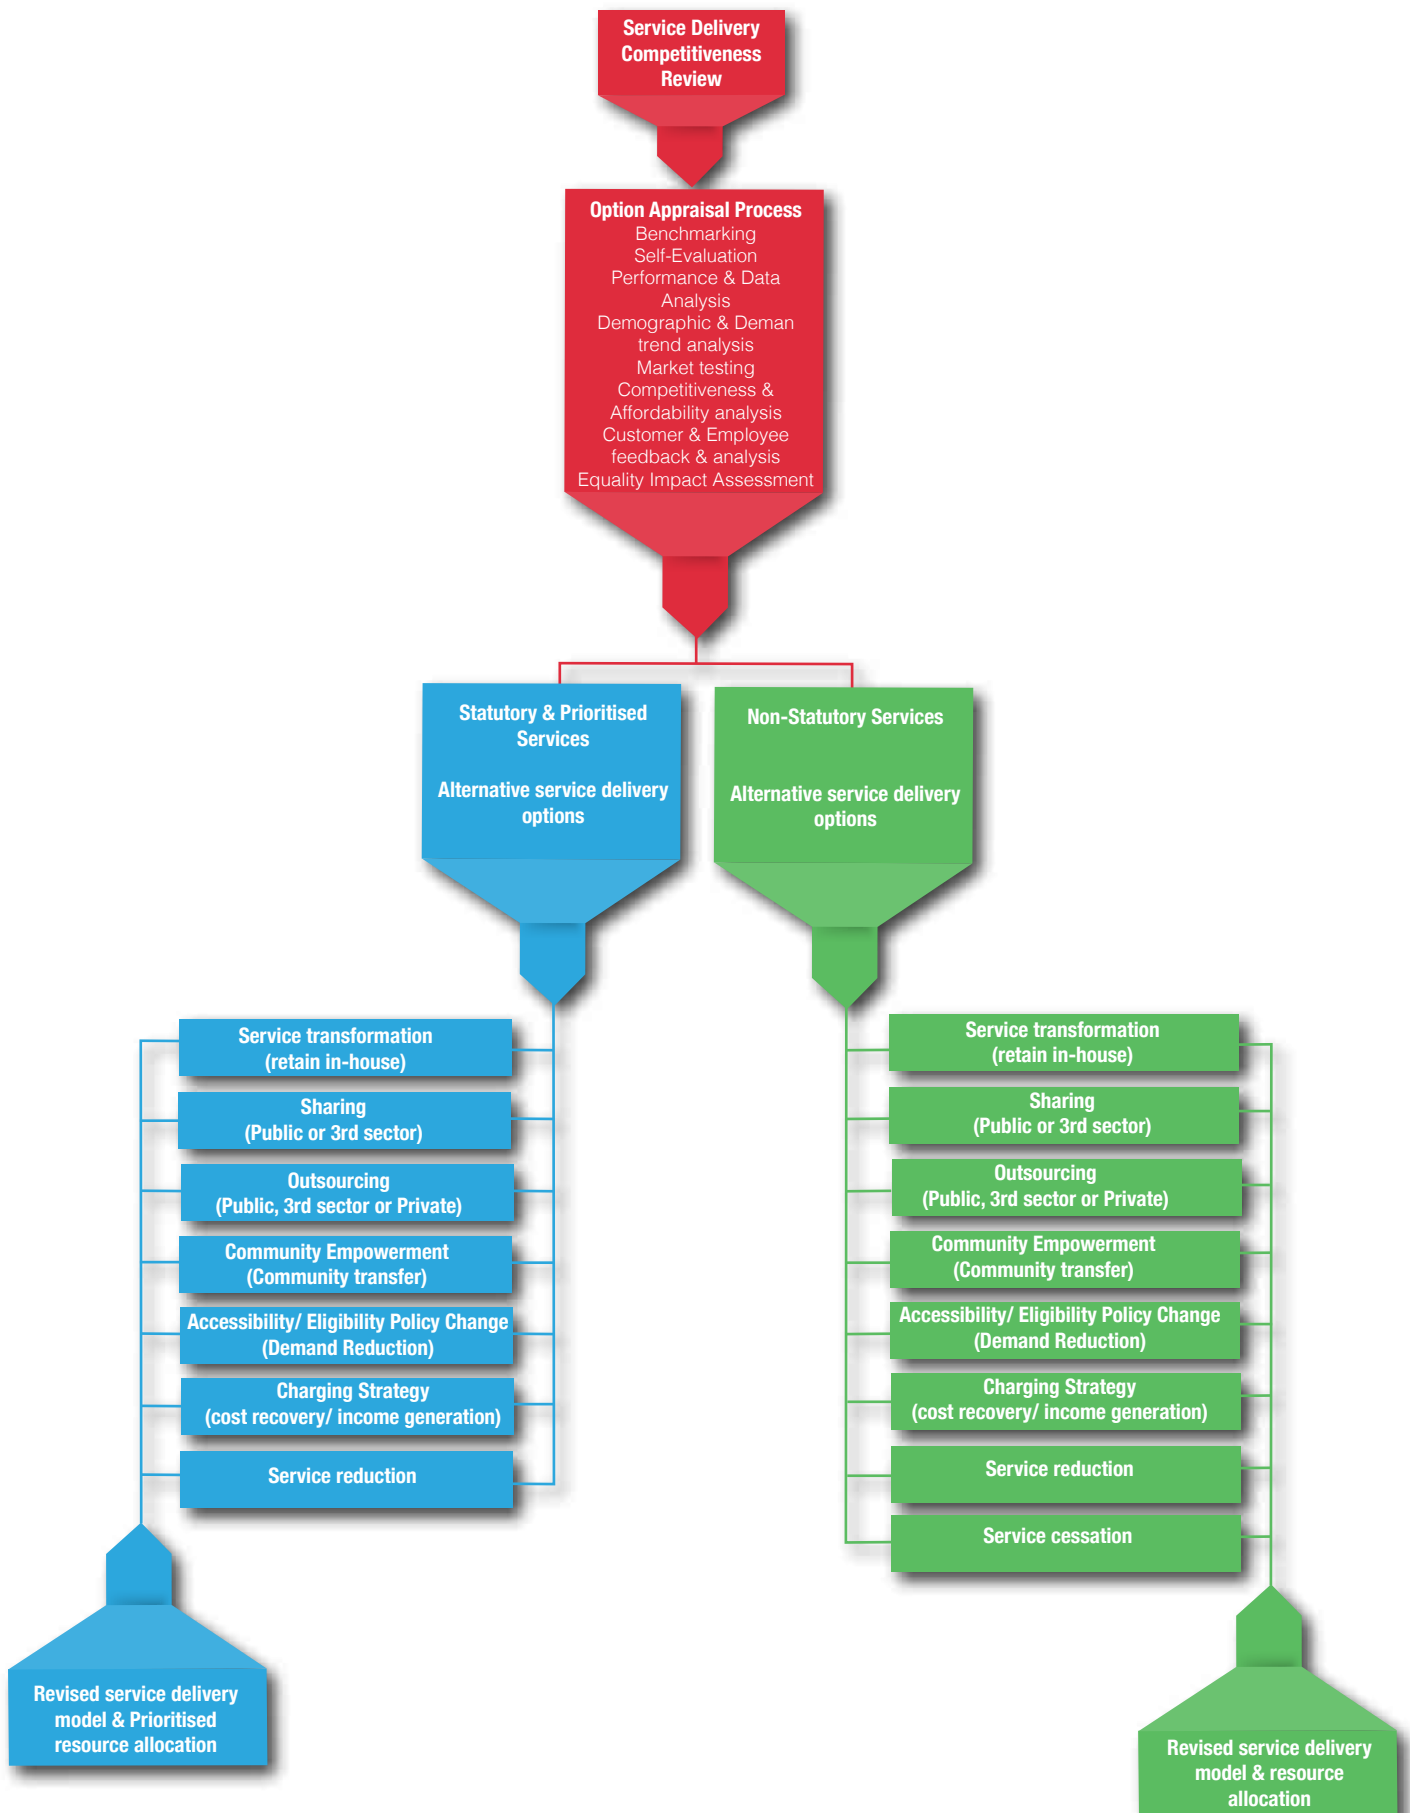 Service Delivery
Competitiveness
Review
Option Appraisal Process
Benchmarking
Self-Evaluation
Performance & Data
Analysis
Demographic & Deman
trend analysis
Market testing
Competitiveness &
Affordability analysis
Customer & Employee
feedback & analysis
Equality Impact Assessment
Statutory & Prioritised
Services
Alternative service delivery
options
Non-Statutory Services
Alternative service delivery
options
Service transformation
(retain in-house)
Sharing
(Public or 3rd sector)
Outsourcing
(Public, 3rd sector or Private)
Community Empowerment
(Community transfer)
Accessibility/ Eligibility Policy Change
(Demand Reduction)
Charging Strategy
(cost recovery/ income generation)
Service reduction
Revised service delivery
model & Prioritised
resource allocation
Service transformation
(retain in-house)
Sharing
(Public or 3rd sector)
Outsourcing
(Public, 3rd sector or Private)
Community Empowerment
(Community transfer)
Accessibility/ Eligibility Policy Change
(Demand Reduction)
Charging Strategy
(cost recovery/ income generation)
Service reduction
Service cessation
Revised service delivery
model & resource
allocation